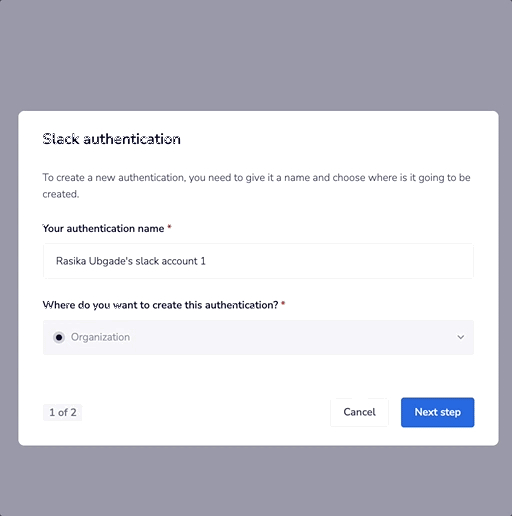 Slack authentication
To create a new authentication, you need to give it a name and choose where is it going to be
created.
Your authentication name *
Rasika Ubgade's slack account 1
Where do you want to create this authentication? *
Organization
1 of 2
Cancel
Next step